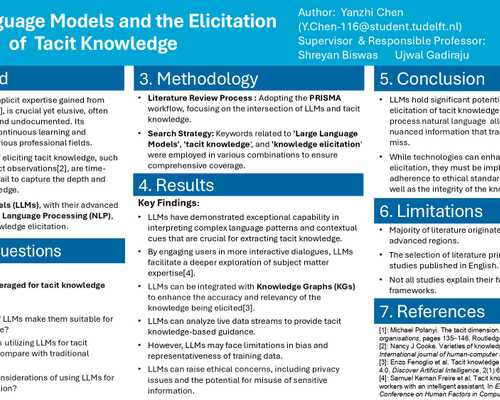 guage Models and the Elicitation
of Tacit Knowledge
Author: Yanzhi Chen
(Y.Chen-116@student.tudelft.nl)
Supervisor & Responsible Professor:
Shreyan Biswas Ujwal Gadiraju
d
plicit expertise gained from
], is crucial yet elusive, often
and undocumented. Its
ontinuous learning and
various professional fields.
f eliciting tacit knowledge, such
ct observations[2], are time-
ail to capture the depth and
edge.
els (LLMs), with their advanced
Language Processing (NLP),
wledge elicitation.
uestions
eraged for tacit knowledge
f LLMs make them suitable for
e?
s utilizing LLMs for tacit
compare with traditional
nsiderations of using LLMs for
tion?
3. Methodology
• Literature Review Process : Adopting the PRISMA
workflow, focusing on the intersection of LLMs and tacit
knowledge.
• Search Strategy: Keywords related to 'Large Language
Models', 'tacit knowledge', and 'knowledge elicitation'
were employed in various combinations to ensure
comprehensive coverage.
4. Results
Key Findings:
• LLMs have demonstrated exceptional capability in
interpreting complex language patterns and contextual
cues that are crucial for extracting tacit knowledge.
• By engaging users in more interactive dialogues, LLMs
facilitate a deeper exploration of subject matter
expertise[4].
• LLMs can be integrated with Knowledge Graphs (KGs)
to enhance the accuracy and relevancy of the
knowledge being elicited[3].
• LLMs can analyze live data streams to provide tacit
knowledge-based guidance.
• However, LLMs may face limitations in bias and
representativeness of training data.
• LLMs can raise ethical concerns, including privacy
issues and the potential for misuse of sensitive
information.
5. Conclusion
• LLMs hold significant potential
elicitation of tacit knowledge
process natural language ali
nuanced information that tra
miss.
• While technologies can enha
elicitation, they must be impl
adherence to ethical standar
well as the integrity of the kno
6. Limitations
• Majority of literature originate
advanced regions.
• The selection of literature pri
studies published in English.
• Not all studies explain their f
frameworks.
7. References
[1]: Michael Polanyi. The tacit dimension.
organisations, pages 135–146. Routledg
[2]: Nancy J Cooke. Varieties of knowled
International journal of human-computer
[3]: Enzo Fenoglio et al. Tacit knowledge
4.0. Discover Artificial Intelligence, 2(1):6
[4]: Samuel Kernan Freire et al. Tacit
workers with an intelligent assistant. In E
Conference on Human Factors in Comp